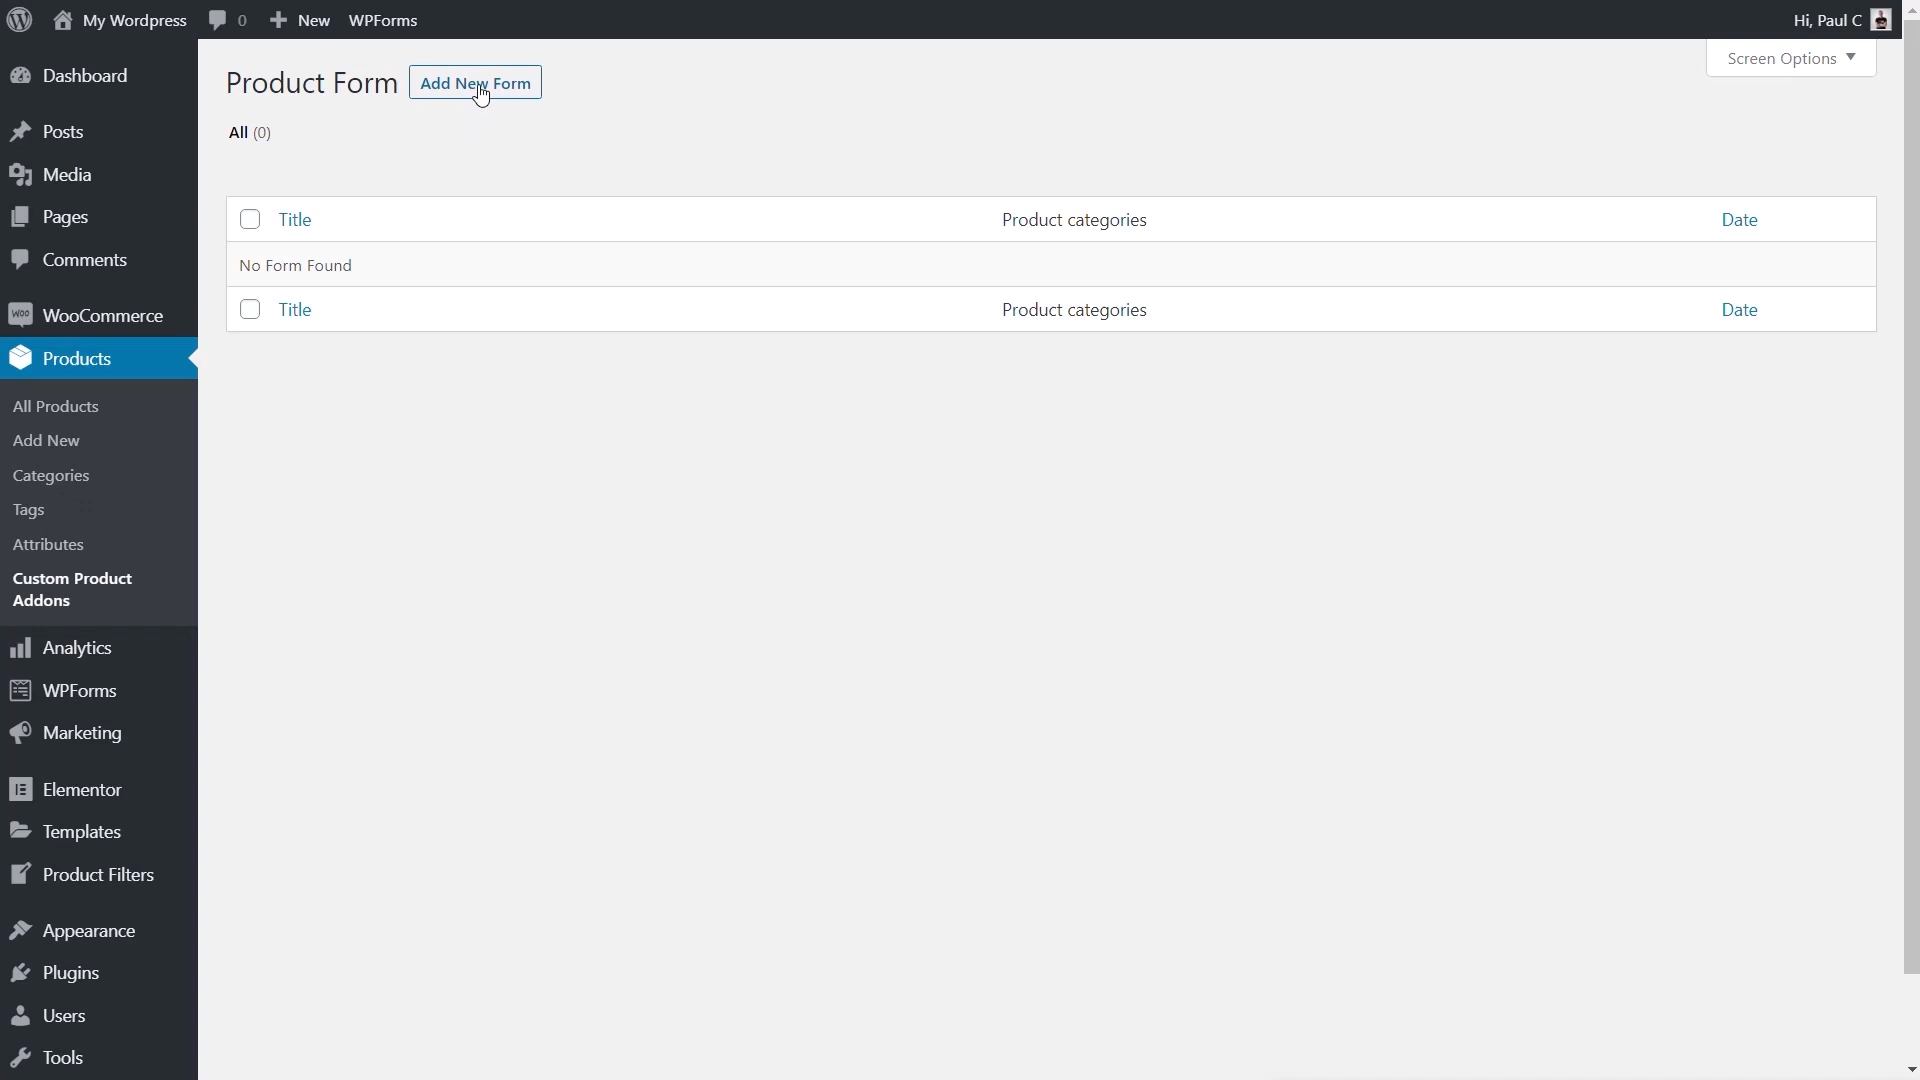 My Wordpress
0
New
WPForms
Hi, Paul C
Screen Options
Product Form
Add New Form
All (0)
Title
Product categories
Date
No Form Found
Title
Product categories
Date
Dashboard
Posts
Media
Pages
Comments
WOO
WooCommerce
Products
All Products
Add New
Categories
Tags
Attributes
Custom Product
Addons
Analytics
WPForms
Marketing
Elementor
Templates
Product Filters
Appearance
Plugins
Users
Tools